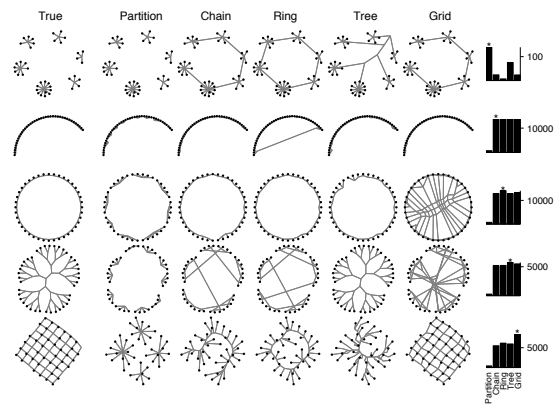 True Partition Chain Ring Tree Grid
*
100
*
10000
*
10000
*
5000
*
5000
Partition
Chain
Ring
Tree
Grid